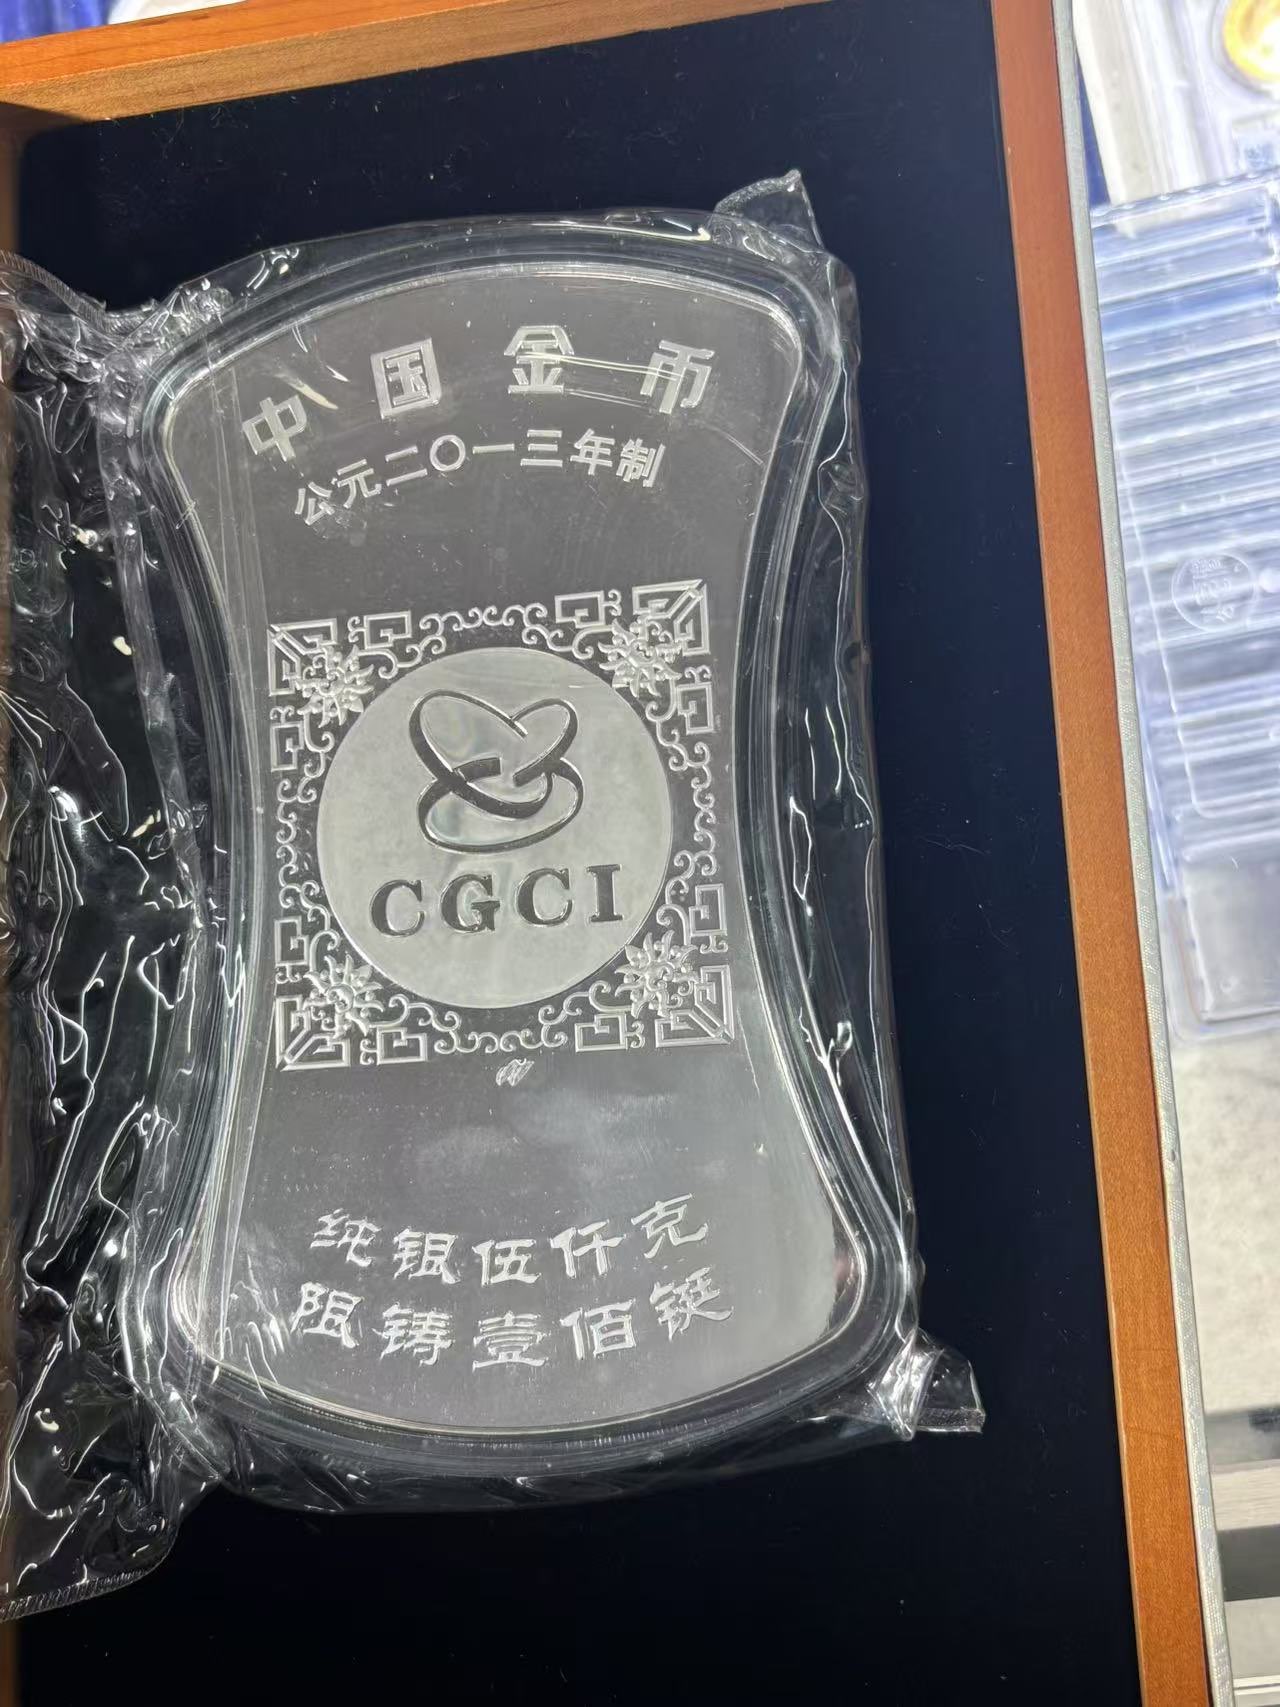 中国金币
公元二〇一三年制
CGCI
纯银伍仟克
限铸壹佰铤